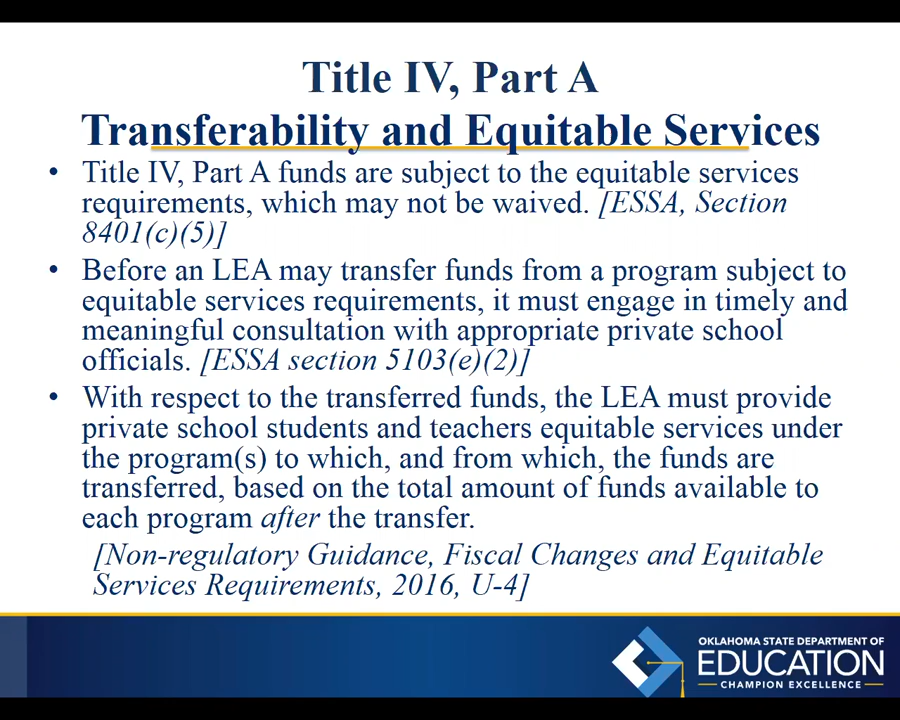 Title IV, Part A
Transferability and Equitable Services
• Title IV, Part A funds are subject to the equitable services
requirements, which may not be waived. [ESSA, Section
8401(c)(5)]
• Before an LEA may transfer funds from a program subject to
equitable services requirements, it must engage in timely and
meaningful consultation with appropriate private school
officials. [ESSA section 5103(e)(2)]
• With respect to the transferred funds, the LEA must provide
private school students and teachers equitable services under
the program(s) to which, and from which, the funds are
transferred, based on the total amount of funds available to
each program after the transfer.
[Non-regulatory Guidance, Fiscal Changes and Equitable
Services Requirements, 2016, U-4]
OKLAHOMA STATE DEPARTMENT OF
EDUCATION
CHAMPION EXCELLENCE